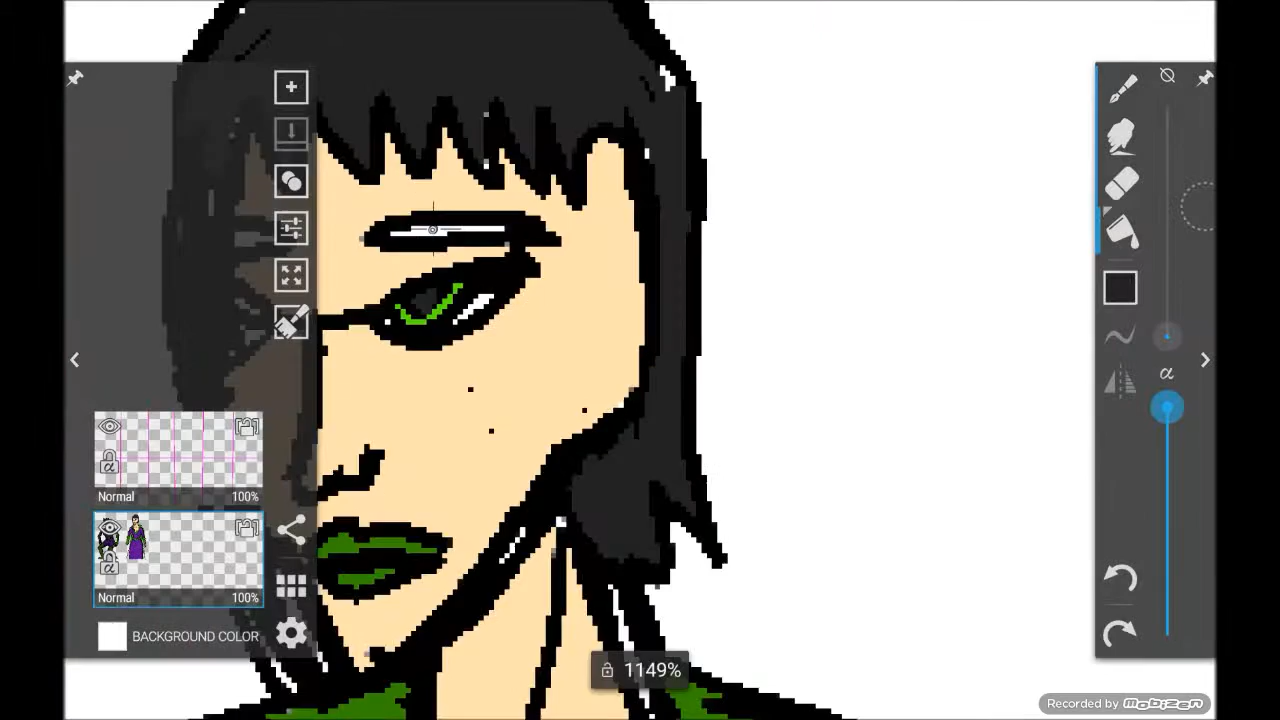 α
Normal 100%
Normal 100%
BACKGROUND COLOR
1149%
Recorded by mobizen